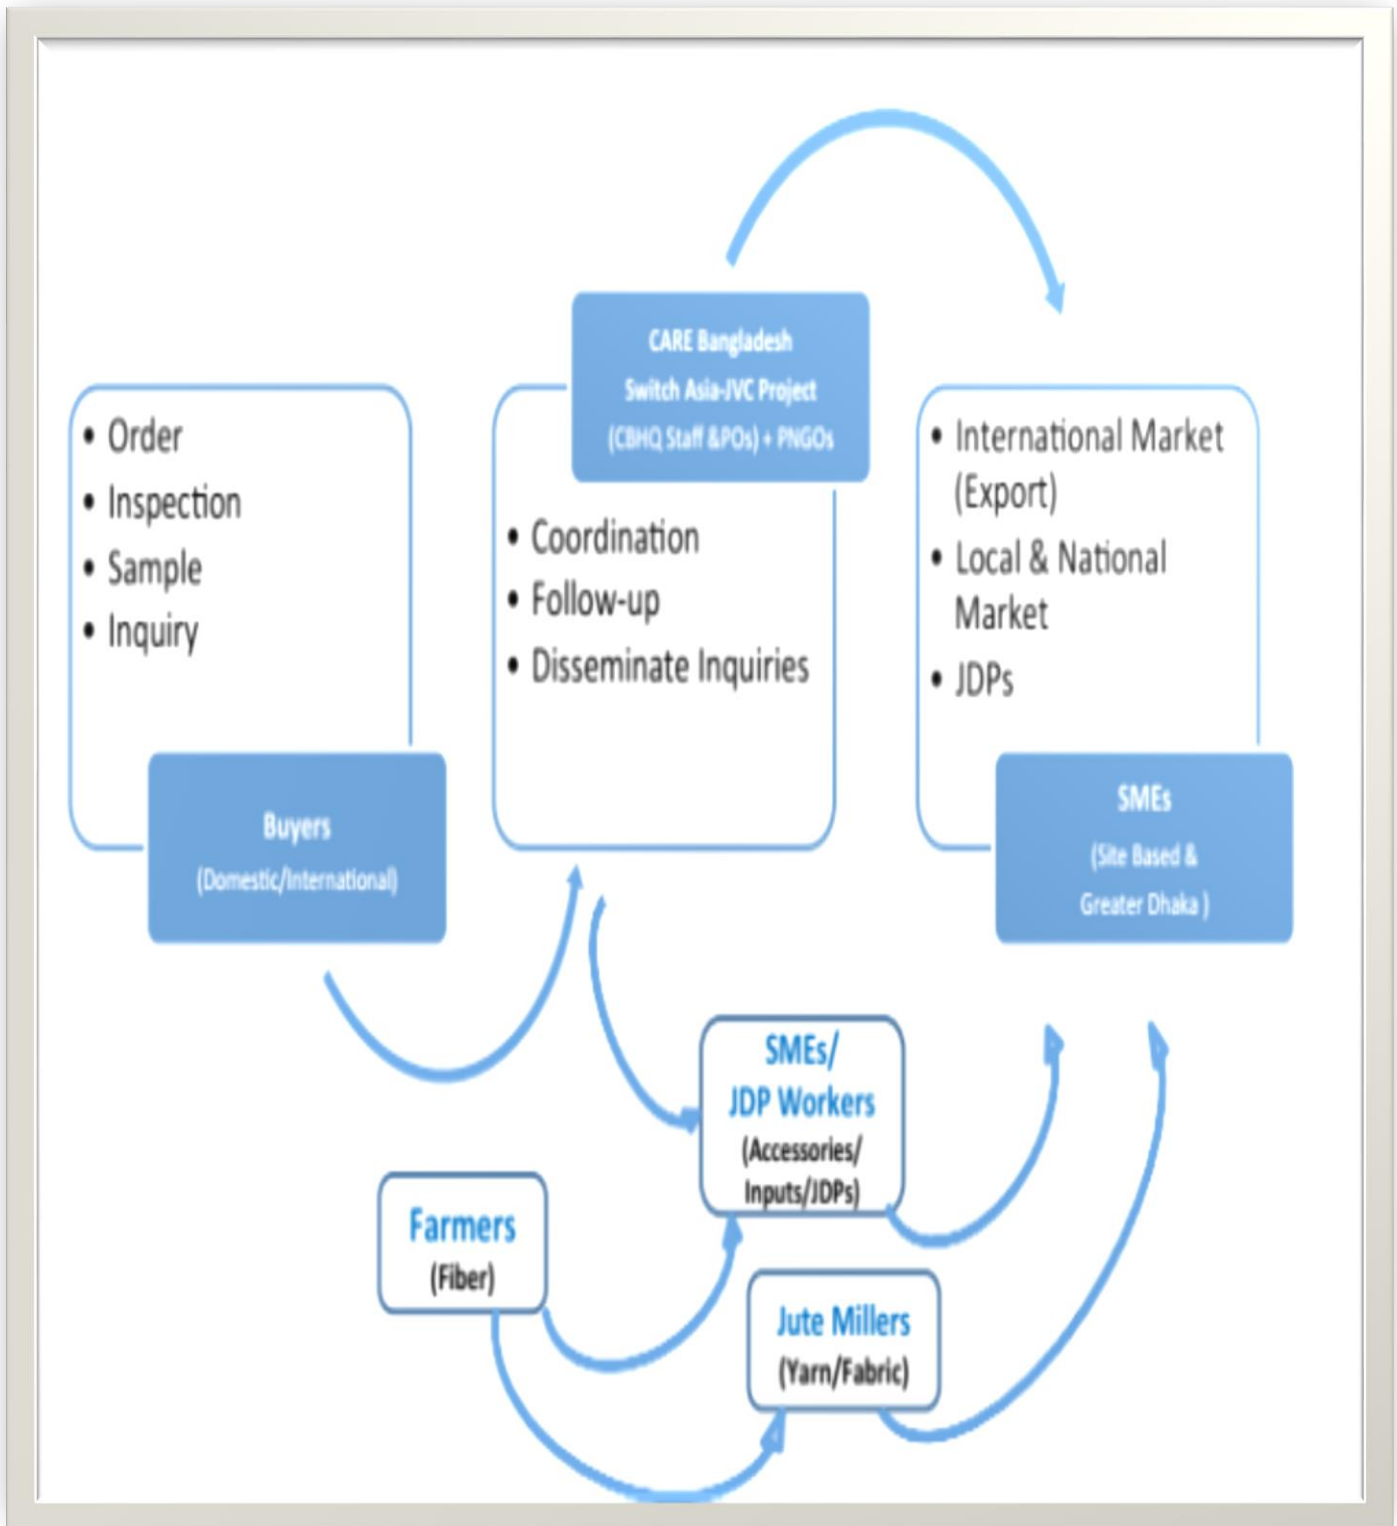 • Order
• Inspection
• Sample
• Inquiry
Buyers
(Domestic/International)
CARE Bangladesh
Switch Asia-JVC Project
(CBHQ Staff &POs) + PNGOs
• Coordination
• Follow-up
• Disseminate Inquiries
• International Market
(Export)
• Local & National
Market
• JDPs
SMEs
(Site Based &
Greater Dhaka )
SMEs/
JDP Workers
(Accessories/
Inputs/JDPs)
Farmers
(Fiber)
Jute Millers
(Yarn/Fabric)